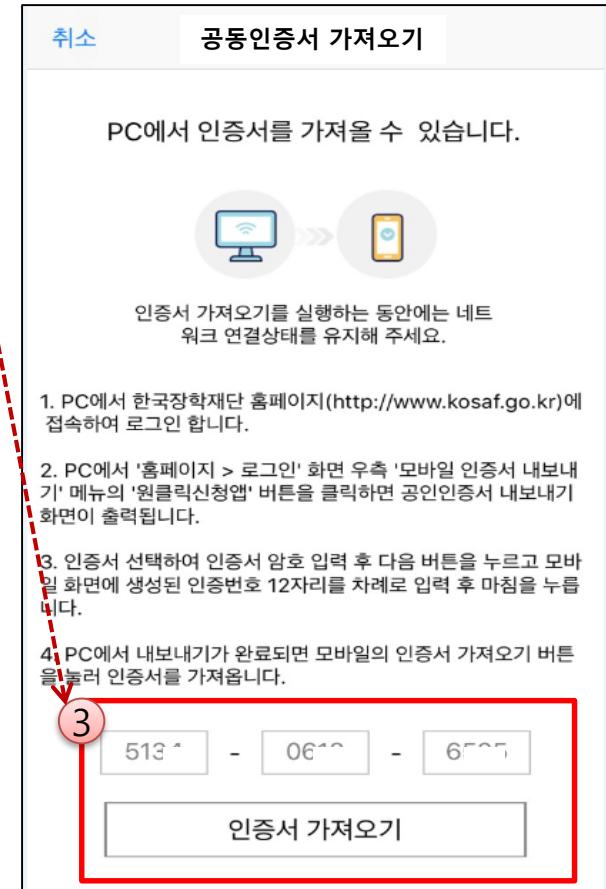 취소 공동인증서 가져오기
PC에서 인증서를 가져올 수 있습니다.
인증서 가져오기를 실행하는 동안에는 네트
워크 연결상태를 유지해 주세요.
1. PC에서 한국장학재단 홈페이지(http://www.kosaf.go.kr)에
접속하여 로그인 합니다.
2. PC에서 '홈페이지 > 로그인' 화면 우측 '모바일 인증서 내보내
기' 메뉴의 '원클릭신청앱' 버튼을 클릭하면 공인인증서 내보내기
화면이 출력됩니다.
3. 인증서 선택하여 인증서 암호 입력 후 다음 버튼을 누르고 모바
일 화면에 생성된 인증번호 12자리를 차례로 입력 후 마침을 누릅
니다.
4. PC에서 내보내기가 완료되면 모바일의 인증서 가져오기 버튼
을 눌러 인증서를 가져옵니다.
3
- -
인증서 가져오기